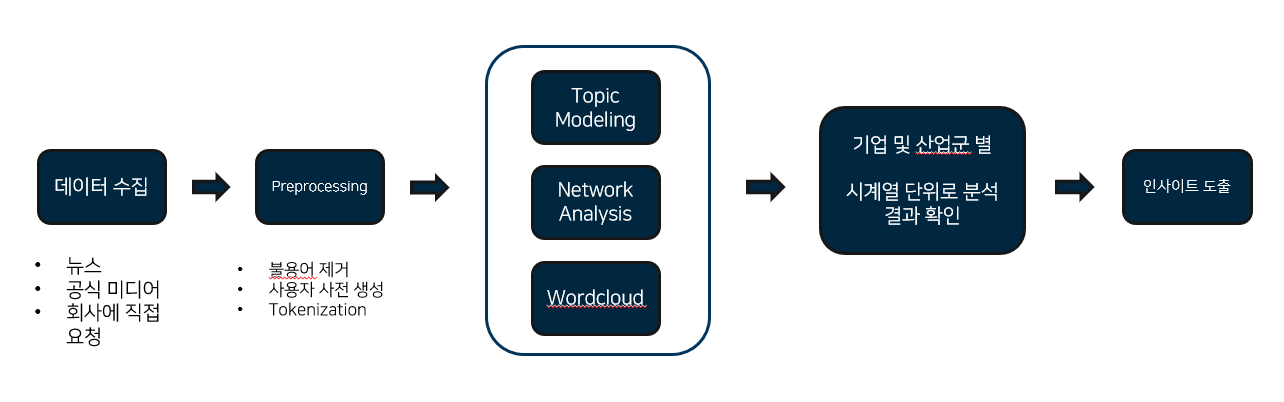 데이터 수집
• 뉴스
• 공식 미디어
• 회사에 직접
요청
Preprocessing
• 불용어 제거
• 사용자 사전 생성
• Tokenization
Topic
Modeling
Network
Analysis
Wordcloud
기업 및 산업군 별
시계열 단위로 분석
결과 확인
인사이트 도출